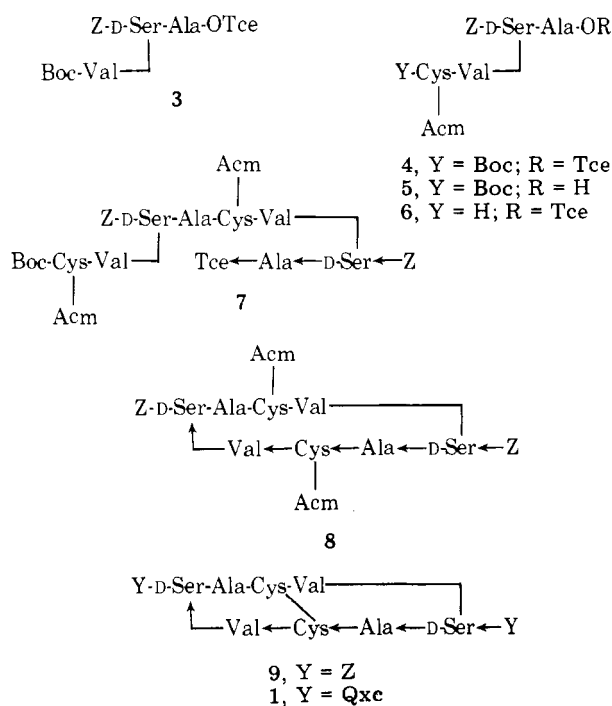 Z-D-Ser-Ala-OTce
Boc-Val
3
Z-D-Ser-Ala-OR
Y-Cys-Val
Acm
4, Y = Boc; R = Tce
5, Y = Boc; R = H
6, Y = H; R = Tce
Acm
Z-D-Ser-Ala-Cys-Val
Boc-Cys-Val Tce←Ala←D-Ser←Z
Acm
7
Acm
Z-D-Ser-Ala-Cys-Val
Val←Cys←Ala←D-Ser←Z
Acm
8
Y-D-Ser-Ala-Cys-Val
Val←Cys←Ala←D-Ser←Y
9, Y = Z
1, Y = Qxc